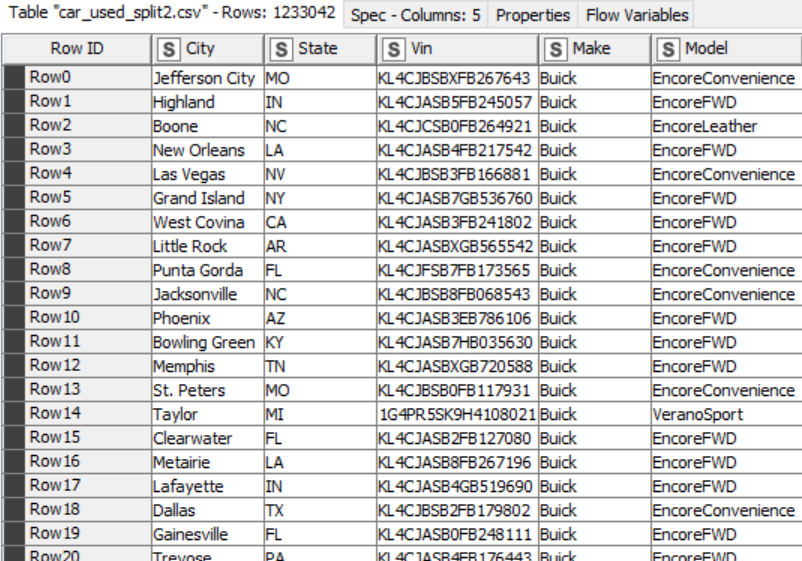 Table "car_used_split2.csv" - Rows: 1233042 Spec - Columns: 5 Properties Flow Variables
Row ID S City S State S Vin S Make S Model
Row0 Jefferson City MO KL4CJBSBXFB267643 Buick EncoreConvenience
Row1 Highland IN KL4CJASB5FB245057 Buick EncoreFWD
Row2 Boone NC KL4CJCSB0FB264921 Buick EncoreLeather
Row3 New Orleans LA KL4CJASB4FB217542 Buick EncoreFWD
Row4 Las Vegas NV KL4CJBSB3FB166881 Buick EncoreConvenience
Row5 Grand Island NY KL4CJASB7GB536760 Buick EncoreFWD
Row6 West Covina CA KL4CJASB3FB241802 Buick EncoreFWD
Row7 Little Rock AR KL4CJASBXGB565542 Buick EncoreFWD
Row8 Punta Gorda FL KL4CJFSB7FB173565 Buick EncoreConvenience
Row9 Jacksonville NC KL4CJBSB8FB068543 Buick EncoreConvenience
Row10 Phoenix AZ KL4CJASB3EB786106 Buick EncoreFWD
Row11 Bowling Green KY KL4CJASB7HB035630 Buick EncoreFWD
Row12 Memphis TN KL4CJASBXGB720588 Buick EncoreFWD
Row13 St. Peters MO KL4CJBSB0FB117931 Buick EncoreConvenience
Row14 Taylor MI 1G4PR5SK9H4108021 Buick VeranoSport
Row15 Clearwater FL KL4CJASB2FB127080 Buick EncoreFWD
Row16 Metairie LA KL4CJASB8FB267196 Buick EncoreFWD
Row17 Lafayette IN KL4CJASB4GB519690 Buick EncoreFWD
Row18 Dallas TX KL4CJBSB2FB179802 Buick EncoreConvenience
Row19 Gainesville FL KL4CJASB0FB248111 Buick EncoreFWD
Row20 Trevose PA KL4CJASB4FB176443 Buick EncoreFWD